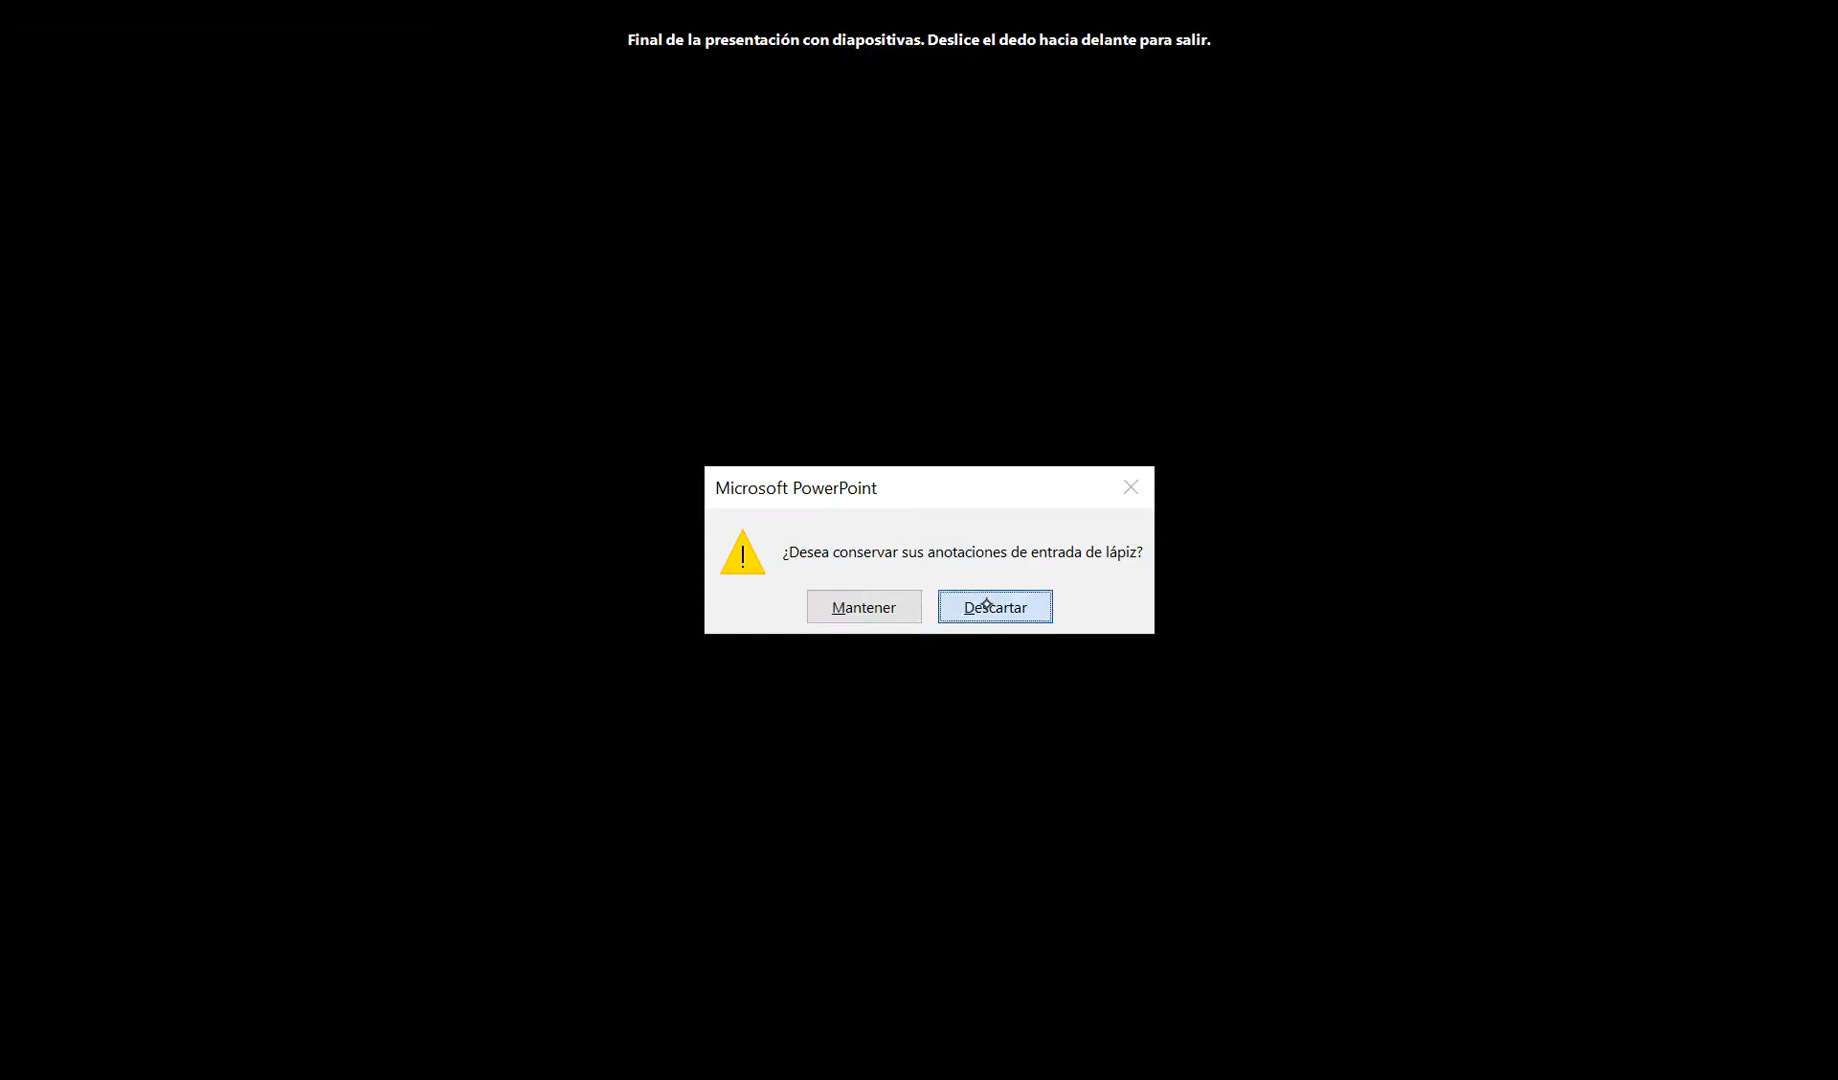 Final de la presentación con diapositivas. Deslice el dedo hacia delante para salir.
Microsoft PowerPoint
¿Desea conservar sus anotaciones de entrada de lápiz?
Mantener
Descartar